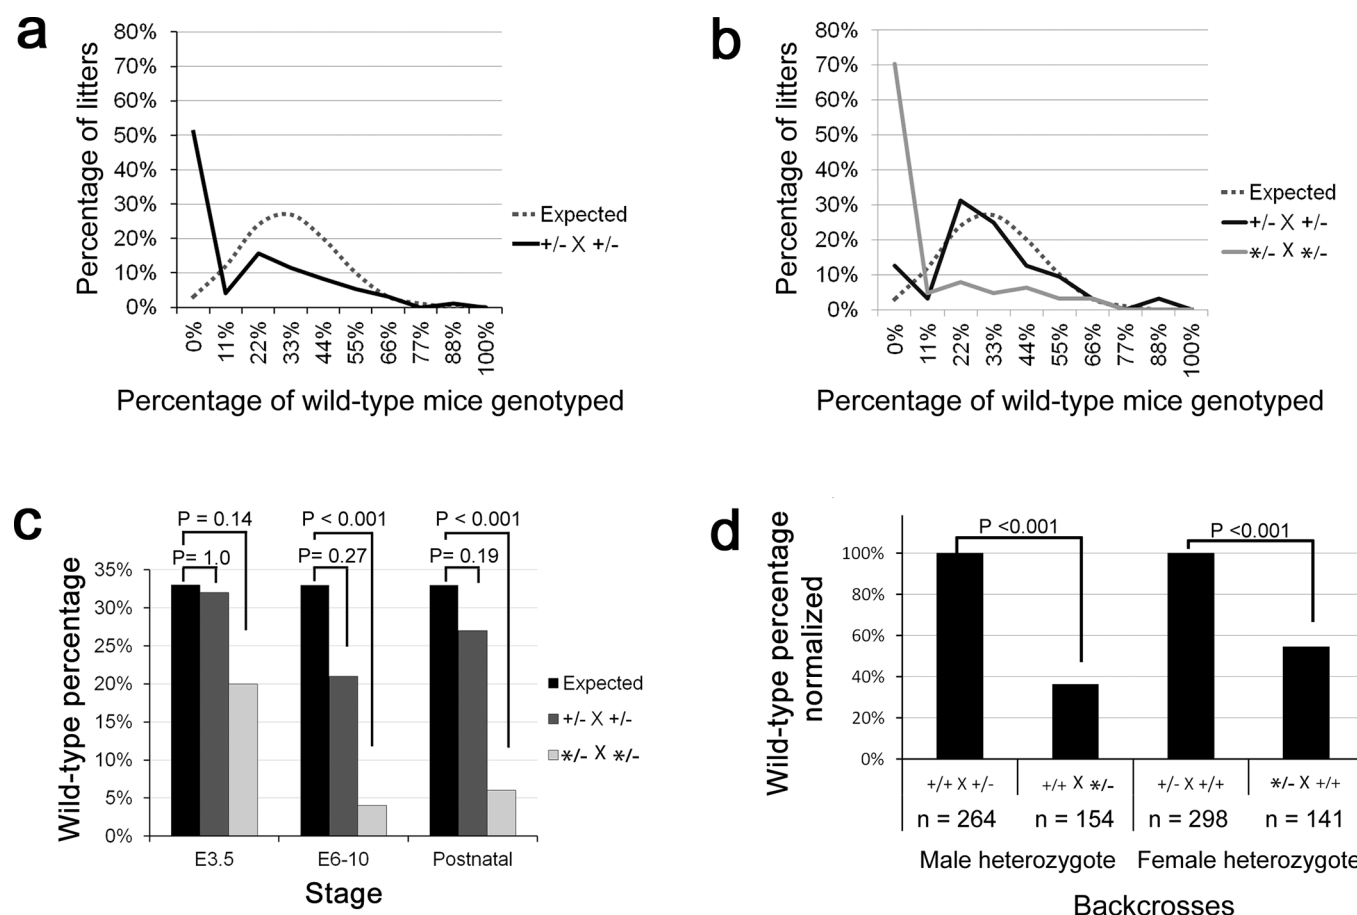 a
80%
70%
60%
50%
40%
30%
20%
10%
0%
Percentage of litters
0% 11% 22% 33% 44% 55% 66% 77% 88% 100%
Percentage of wild-type mice genotyped
Expected
+/- X +/-
b
80%
70%
60%
50%
40%
30%
20%
10%
0%
Percentage of litters
0% 11% 22% 33% 44% 55% 66% 77% 88% 100%
Percentage of wild-type mice genotyped
Expected
+/- X +/-
*/- X */-
c
P = 0.14 P < 0.001 P < 0.001
P= 1.0 P= 0.27 P = 0.19
35%
30%
25%
20%
15%
10%
5%
0%
Wild-type percentage
E3.5 E6-10 Postnatal
Stage
Expected
+/- X +/-
*/- X */-
d
P <0.001 P <0.001
100%
80%
60%
40%
20%
0%
Wild-type percentage
normalized
+/+ X +/- +/+ X */- +/- X +/+ */- X +/+
n = 264 n = 154 n = 298 n = 141
Male heterozygote Female heterozygote
Backcrosses